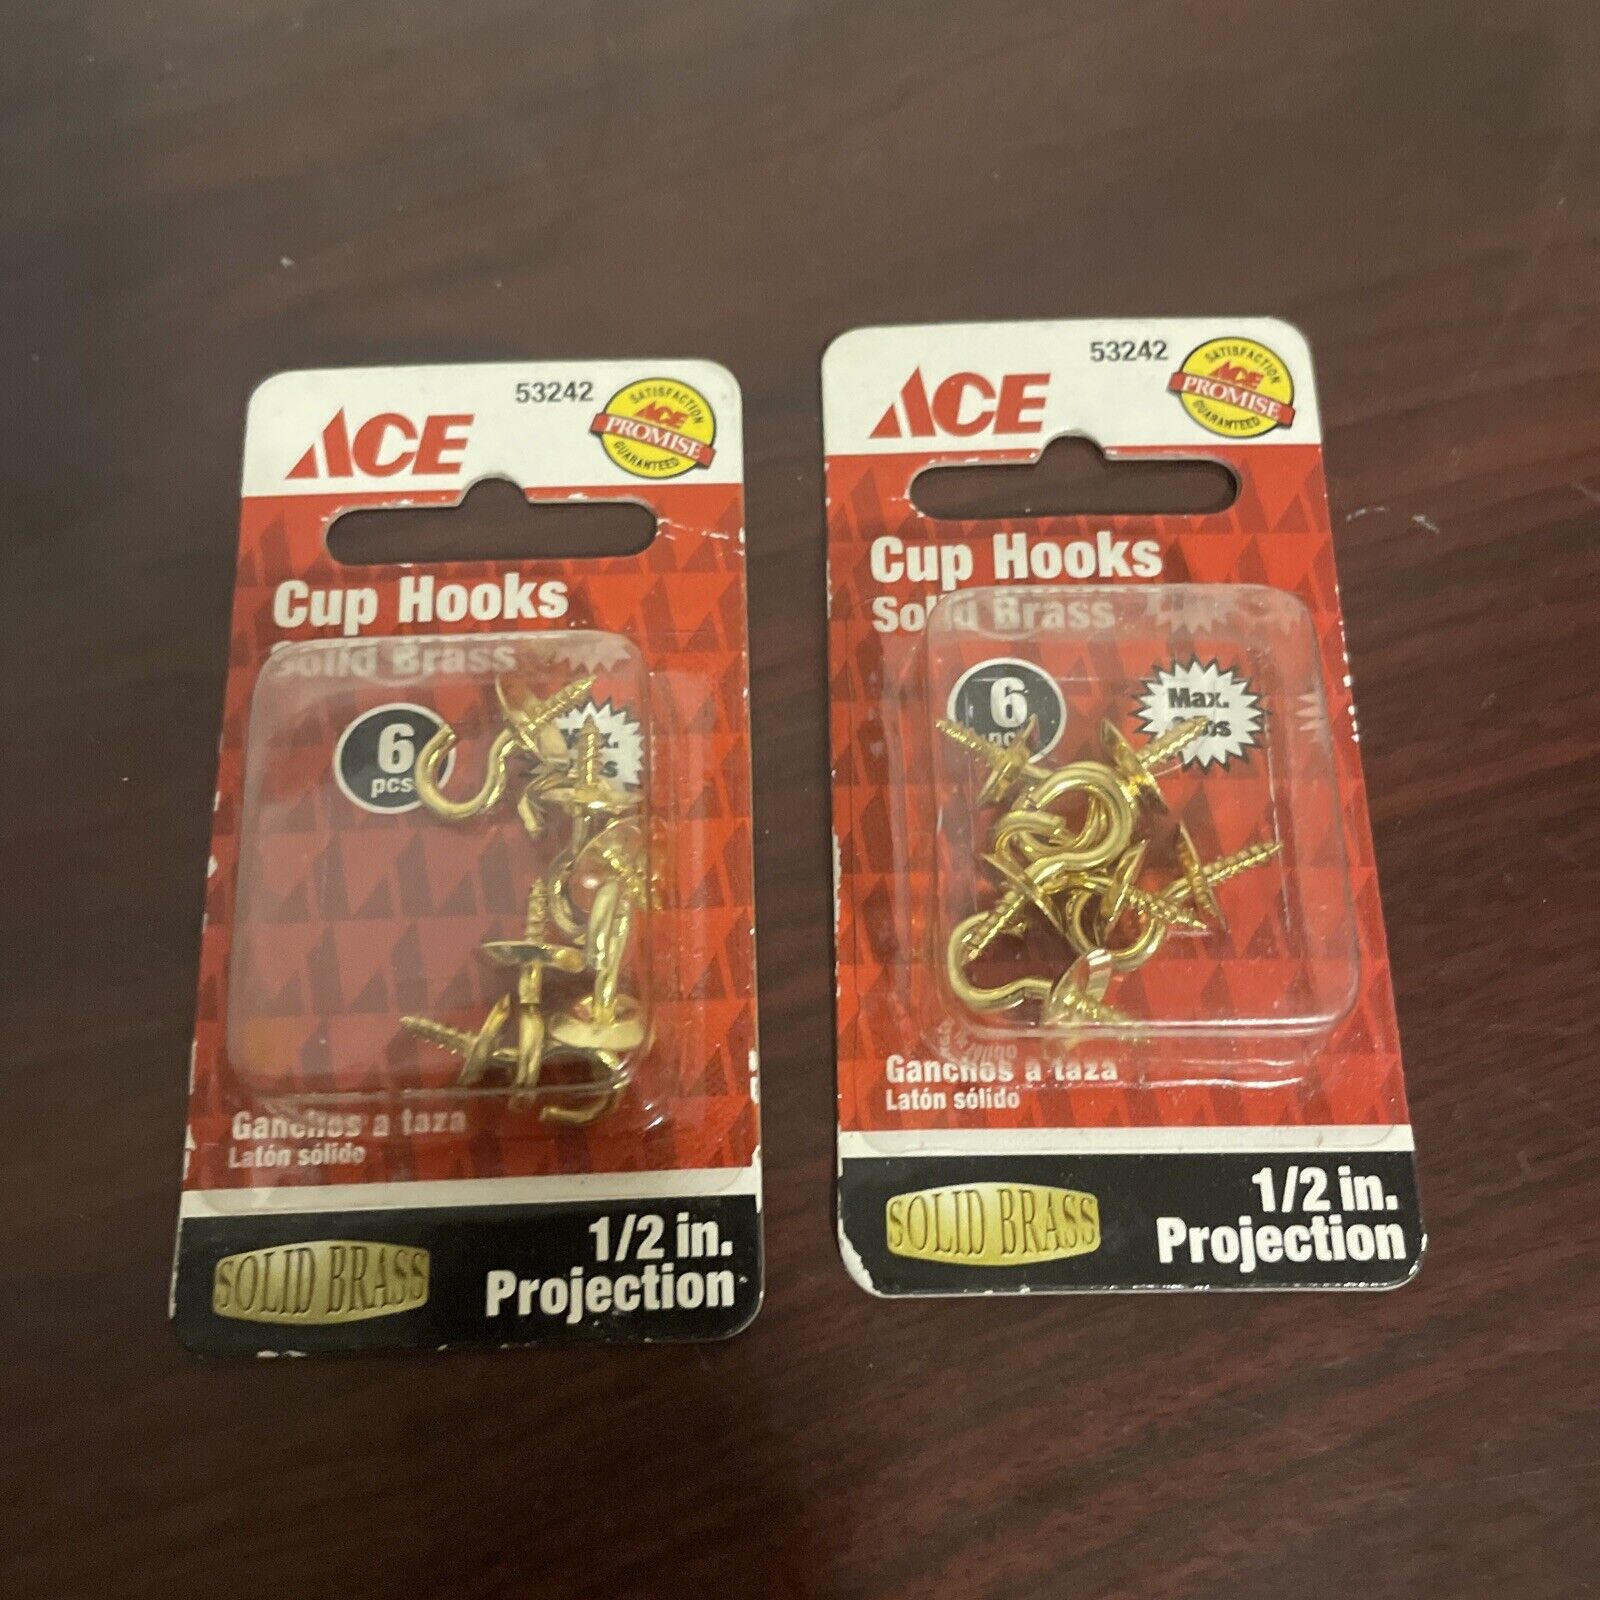 ACE
53242
SATISFACTION
ACE
PROMISE
GUARANTEED
Cup Hooks
Solid Brass
6
pcs
Ganchos a taza
Latón sólido
SOLID BRASS
1/2 in.
Projection
ACE
53242
SATISFACTION
ACE
PROMISE
GUARANTEED
Cup Hooks
Solid Brass
6
Max.
Ganchos a taza
Latón sólido
SOLID BRASS
1/2 in.
Projection